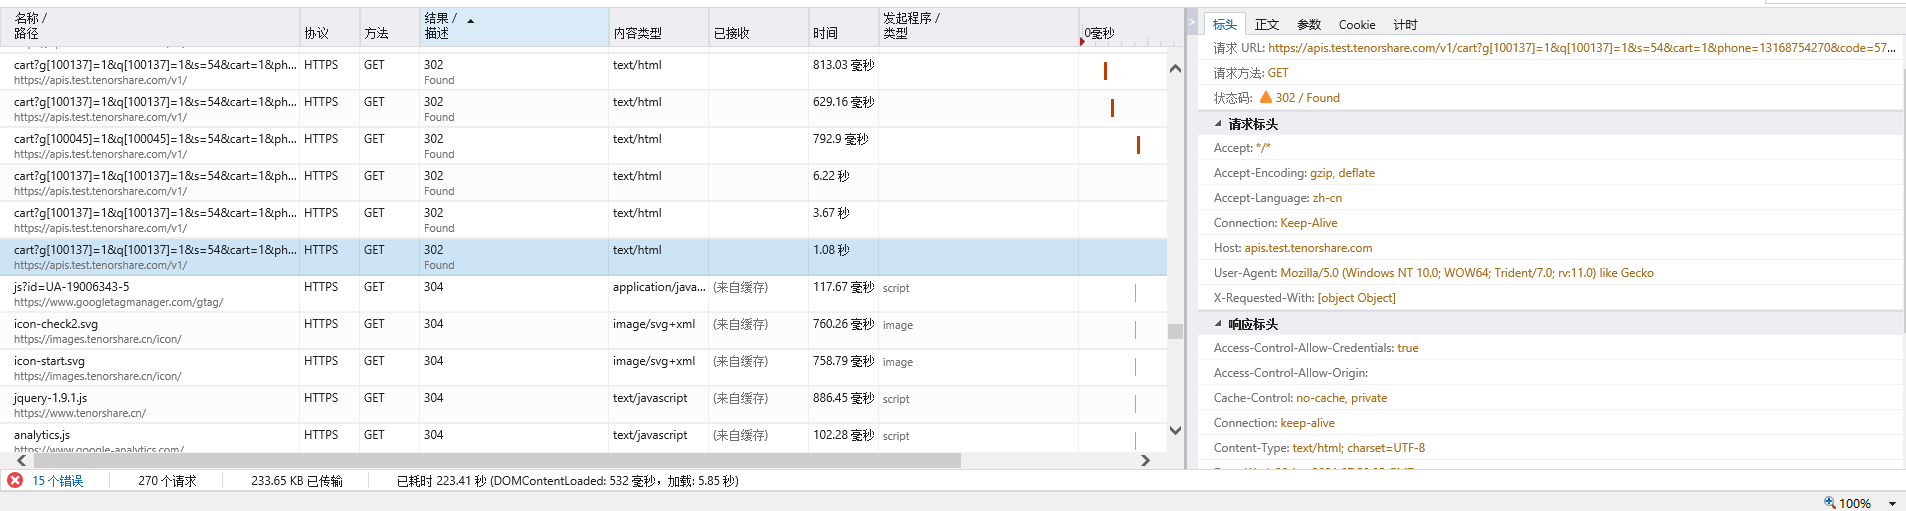 名称 / 路径 协议 方法 结果 / 描述 内容类型 已接收 时间 发起程序 / 类型 0毫秒
cart?g[100137]=1&q[100137]=1&s=54&cart=1&ph... HTTPS GET 302 text/html 813.03 毫秒
https://apis.test.tenorshare.com/v1/ Found
cart?g[100137]=1&q[100137]=1&s=54&cart=1&ph... HTTPS GET 302 text/html 629.16 毫秒
https://apis.test.tenorshare.com/v1/ Found
cart?g[100045]=1&q[100045]=1&s=54&cart=1&ph... HTTPS GET 302 text/html 792.9 毫秒
https://apis.test.tenorshare.com/v1/ Found
cart?g[100137]=1&q[100137]=1&s=54&cart=1&ph... HTTPS GET 302 text/html 6.22 秒
https://apis.test.tenorshare.com/v1/ Found
cart?g[100137]=1&q[100137]=1&s=54&cart=1&ph... HTTPS GET 302 text/html 3.67 秒
https://apis.test.tenorshare.com/v1/ Found
cart?g[100137]=1&q[100137]=1&s=54&cart=1&ph... HTTPS GET 302 text/html 1.08 秒
https://apis.test.tenorshare.com/v1/ Found
js?id=UA-19006343-5 HTTPS GET 304 application/java... (来自缓存) 117.67 毫秒 script
https://www.googletagmanager.com/gtag/
icon-check2.svg HTTPS GET 304 image/svg+xml (来自缓存) 760.26 毫秒 image
https://images.tenorshare.cn/icon/
icon-start.svg HTTPS GET 304 image/svg+xml (来自缓存) 758.79 毫秒 image
https://images.tenorshare.cn/icon/
jquery-1.9.1.js HTTPS GET 304 text/javascript (来自缓存) 886.45 毫秒 script
https://www.tenorshare.cn/
analytics.js HTTPS GET 304 text/javascript (来自缓存) 102.28 毫秒 script
https://www.google-analytics.com/
标头 正文 参数 Cookie 计时
请求 URL: https://apis.test.tenorshare.com/v1/cart?g[100137]=1&q[100137]=1&s=54&cart=1&phone=13168754270&code=57...
请求方法: GET
状态码: 302 / Found
请求标头
Accept: */*
Accept-Encoding: gzip, deflate
Accept-Language: zh-cn
Connection: Keep-Alive
Host: apis.test.tenorshare.com
User-Agent: Mozilla/5.0 (Windows NT 10.0; WOW64; Trident/7.0; rv:11.0) like Gecko
X-Requested-With: [object Object]
响应标头
Access-Control-Allow-Credentials: true
Access-Control-Allow-Origin:
Cache-Control: no-cache, private
Connection: keep-alive
Content-Type: text/html; charset=UTF-8
15 个错误 270 个请求 233.65 KB 已传输 已耗时 223.41 秒 (DOMContentLoaded: 532 毫秒，加载: 5.85 秒)
100%